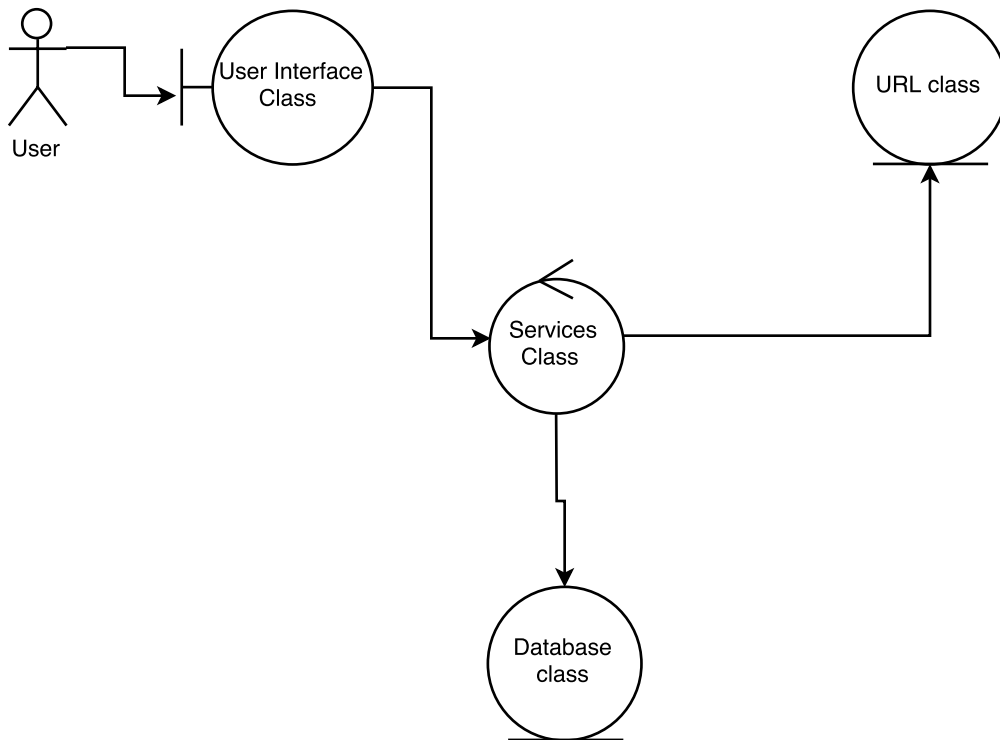 User
User Interface
Class
URL class
Services
Class
Database
class